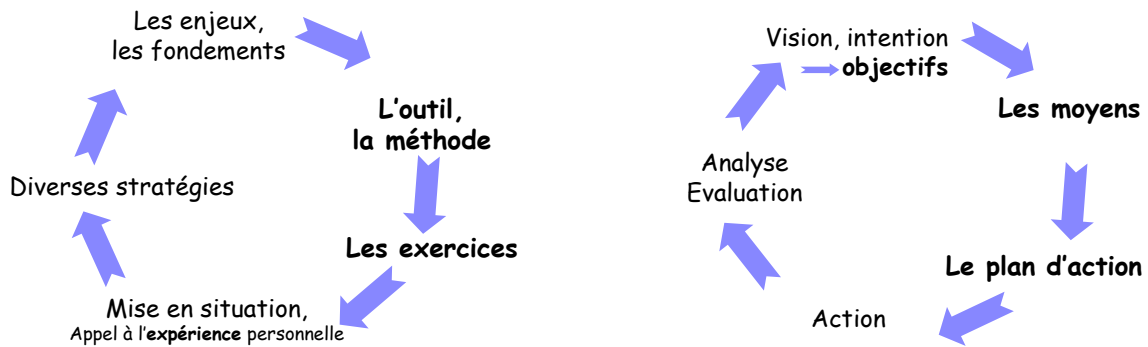 Les enjeux,
les fondements
L'outil,
la méthode
Les exercices
Mise en situation,
Appel à l'expérience personnelle
Diverses stratégies
Vision, intention
objectifs
Les moyens
Le plan d'action
Action
Analyse
Evaluation